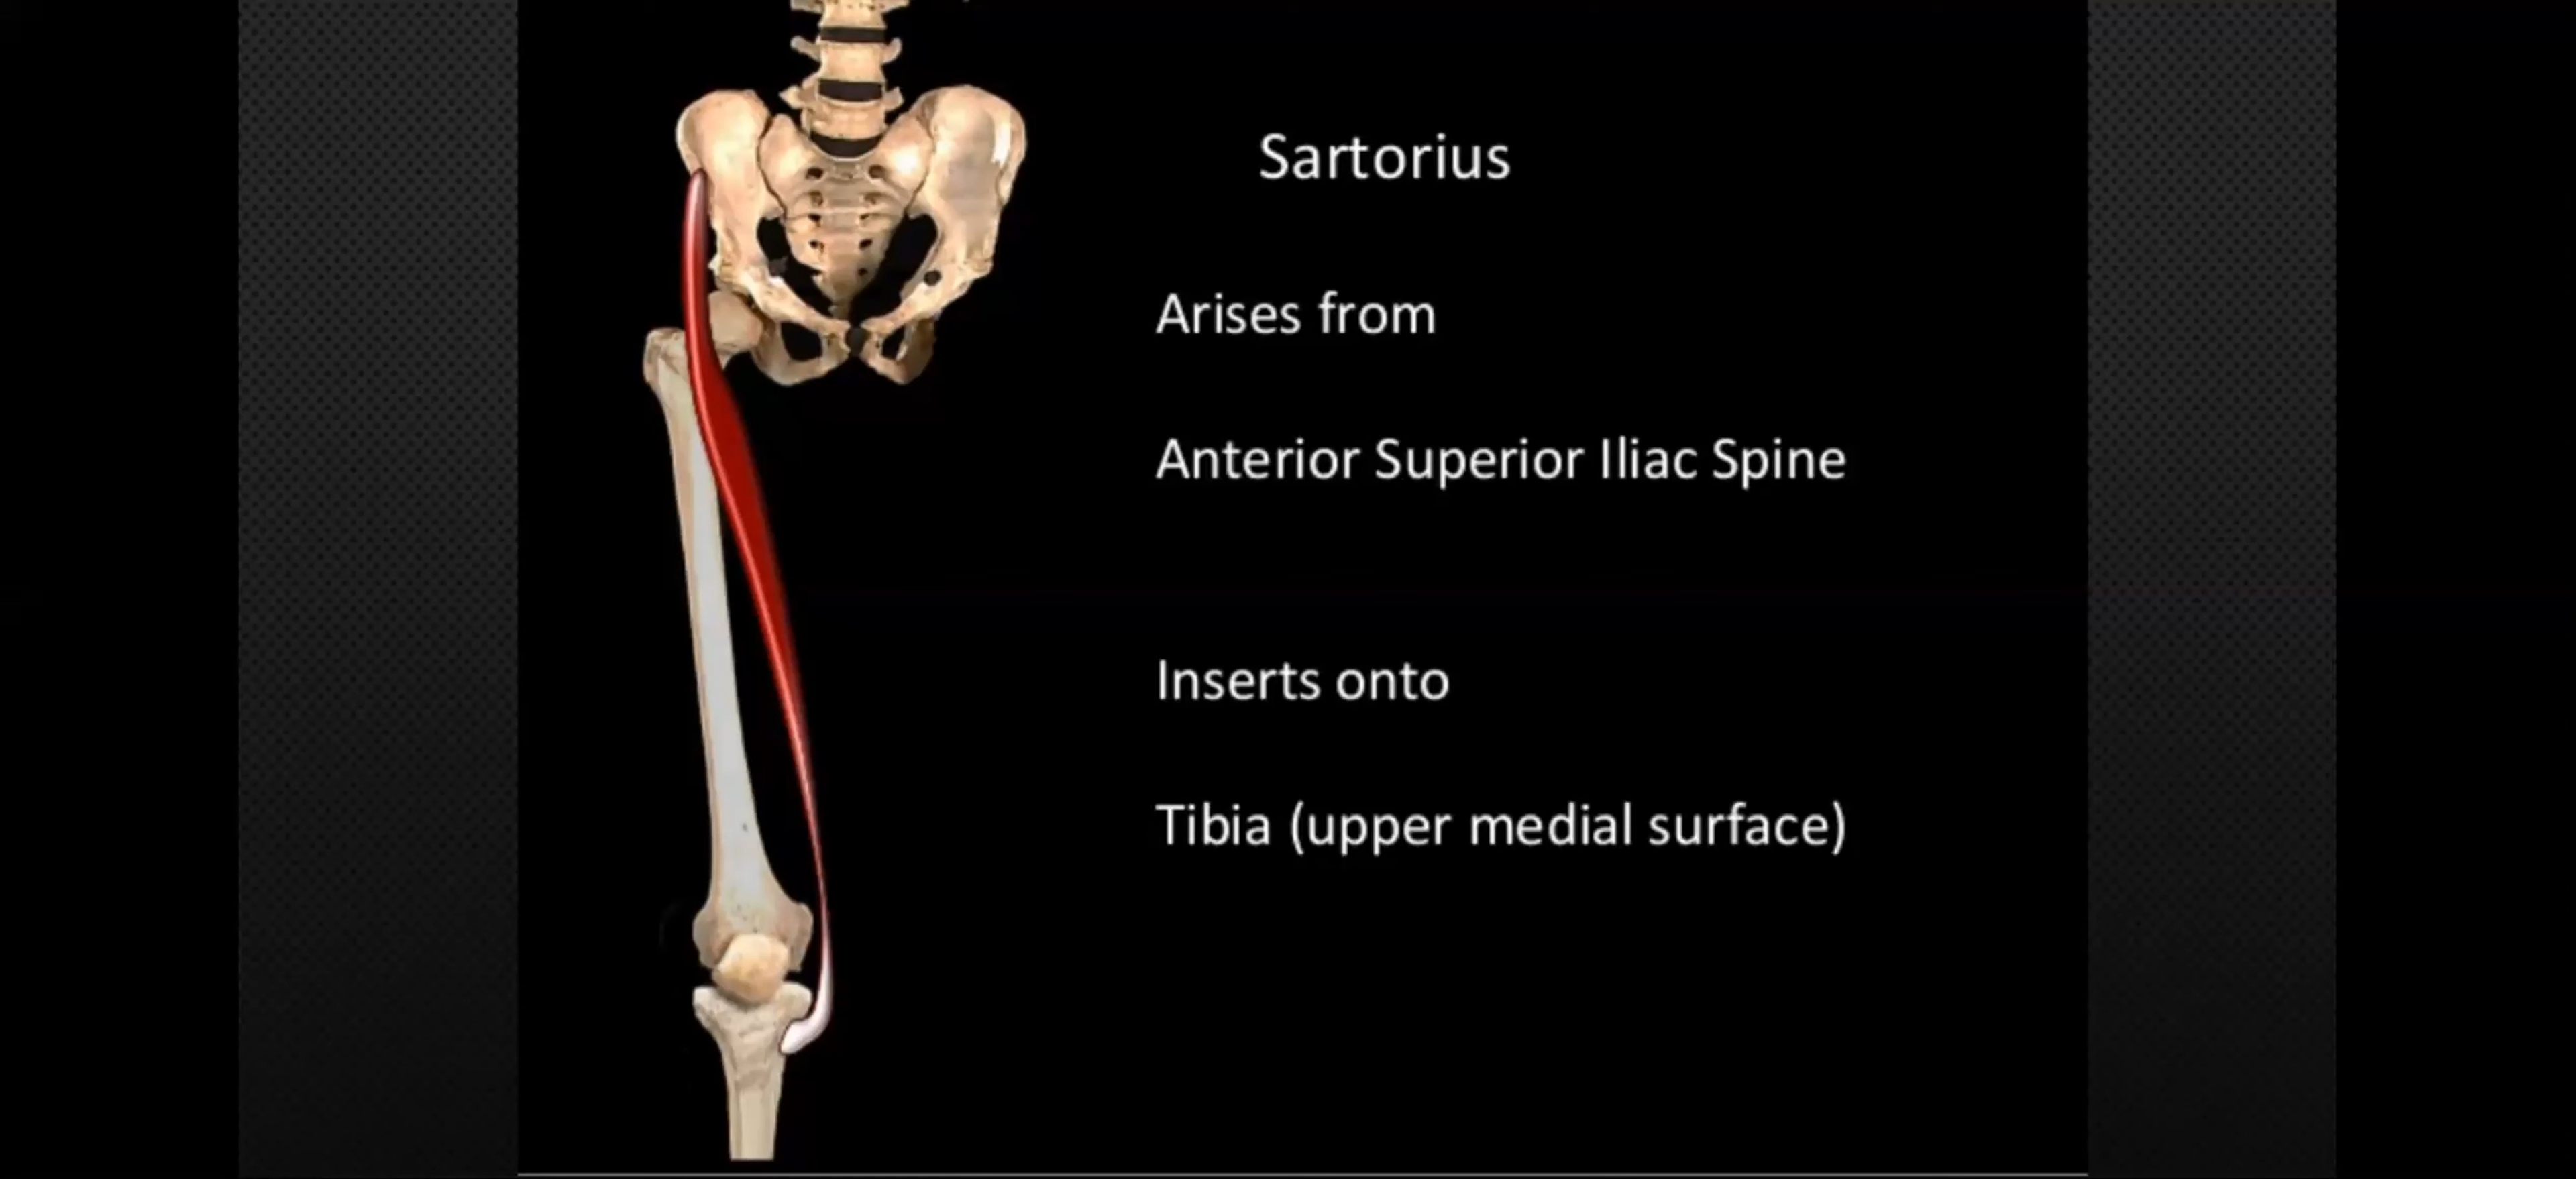 Sartorius
Arises from
Anterior Superior Iliac Spine
Inserts onto
Tibia (upper medial surface)